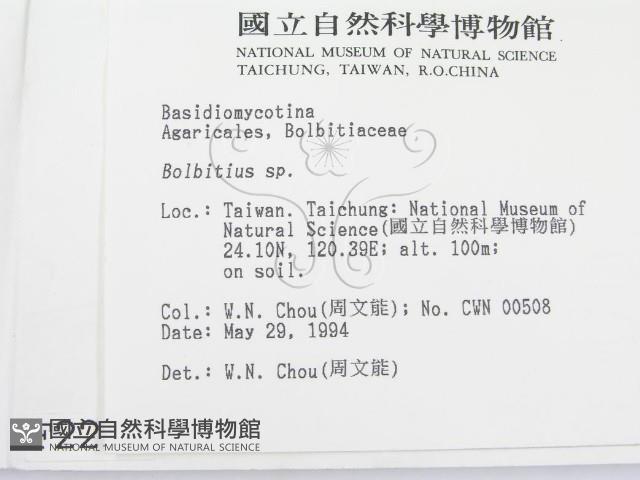 國立自然科學博物館
NATIONAL MUSEUM OF NATURAL SCIENCE
TAICHUNG, TAIWAN, R.O.CHINA
Basidiomycotina
Agaricales, Bolbitiaceae
Bolbitius sp.
Loc.: Taiwan. Taichung: National Museum of
Natural Science(國立自然科學博物館)
24.10N, 120.39E; alt. 100m;
on soil.
Col.: W.N. Chou(周文能); No. CWN 00508
Date: May 29, 1994
Det.: W.N. Chou(周文能)
22
國立自然科學博物館
NATIONAL MUSEUM OF NATURAL SCIENCE